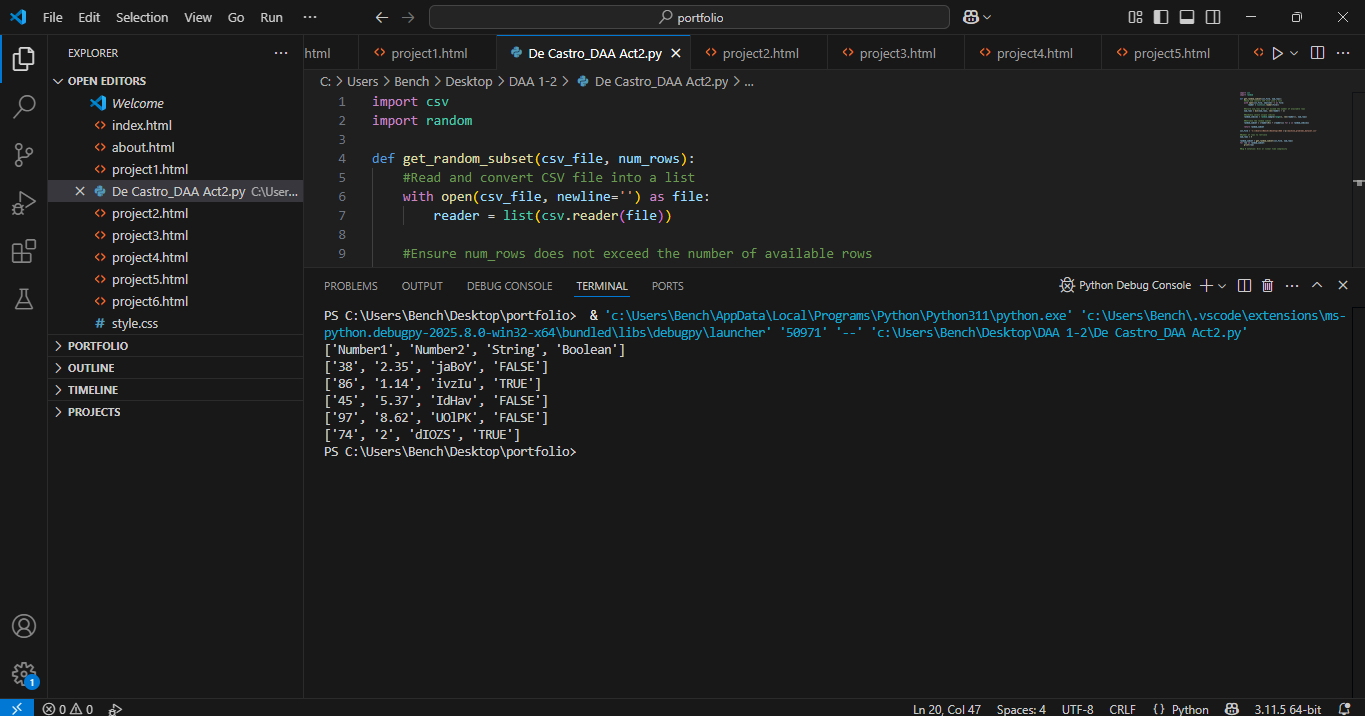 File Edit Selection View Go Run ··· portfolio
EXPLORER ···
OPEN EDITORS
Welcome
index.html
about.html
project1.html
De Castro_DAA Act2.py C:\User...
project2.html
project3.html
project4.html
project5.html
project6.html
# style.css
PORTFOLIO
OUTLINE
TIMELINE
PROJECTS
html project1.html De Castro_DAA Act2.py project2.html project3.html project4.html project5.html ···
C: > Users > Bench > Desktop > DAA 1-2 > De Castro_DAA Act2.py > ...
1 import csv
2 import random
3
4 def get_random_subset(csv_file, num_rows):
5 #Read and convert CSV file into a list
6 with open(csv_file, newline='') as file:
7 reader = list(csv.reader(file))
8
9 #Ensure num_rows does not exceed the number of available rows
PROBLEMS OUTPUT DEBUG CONSOLE TERMINAL PORTS Python Debug Console ···
PS C:\Users\Bench\Desktop\portfolio> & 'c:\Users\Bench\AppData\Local\Programs\Python\Python311\python.exe' 'c:\Users\Bench\.vscode\extensions\ms-
python.debugpy-2025.8.0-win32-x64\bundled\libs\debugpy\launcher' '50971' '--' 'c:\Users\Bench\Desktop\DAA 1-2\De Castro_DAA Act2.py'
['Number1', 'Number2', 'String', 'Boolean']
['38', '2.35', 'jaBoY', 'FALSE']
['86', '1.14', 'ivzIu', 'TRUE']
['45', '5.37', 'IdHav', 'FALSE']
['97', '8.62', 'UOlPK', 'FALSE']
['74', '2', 'dIOZS', 'TRUE']
PS C:\Users\Bench\Desktop\portfolio>
1
0 0 Ln 20, Col 47 Spaces: 4 UTF-8 CRLF {} Python 3.11.5 64-bit